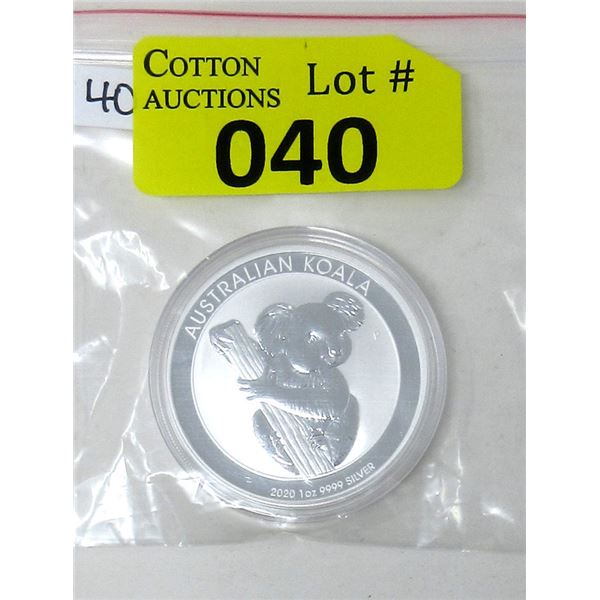 COTTON
AUCTIONS
Lot #
040
40
AUSTRALIAN KOALA
2020 1oz 9999 SILVER